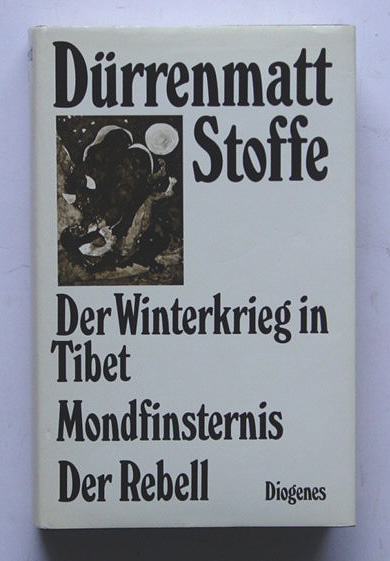 Dürrenmatt
Stoffe
Der Winterkrieg in
Tibet
Mondfinsternis
Der Rebell
Diogenes